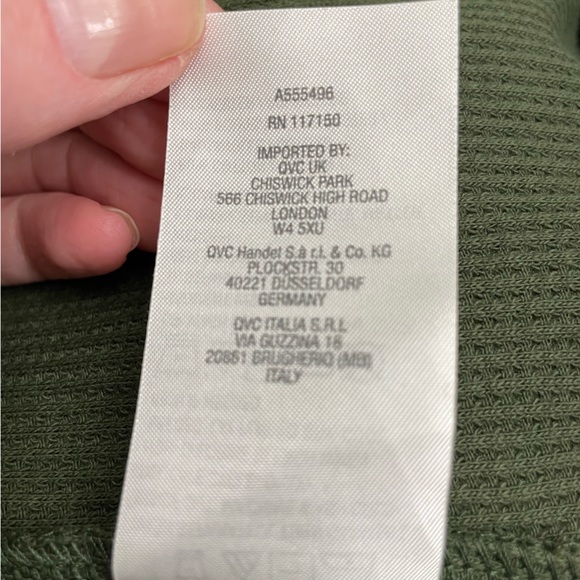 A555496
RN 117150
IMPORTED BY:
QVC UK
CHISWICK PARK
566 CHISWICK HIGH ROAD
LONDON
W4 5XU
QVC Handel S.à r.l. & Co. KG
PLOCKSTR. 30
40221 DÜSSELDORF
GERMANY
QVC ITALIA S.R.L
VIA GUZZINA 18
20861 BRUGHERIO (MB)
ITALY